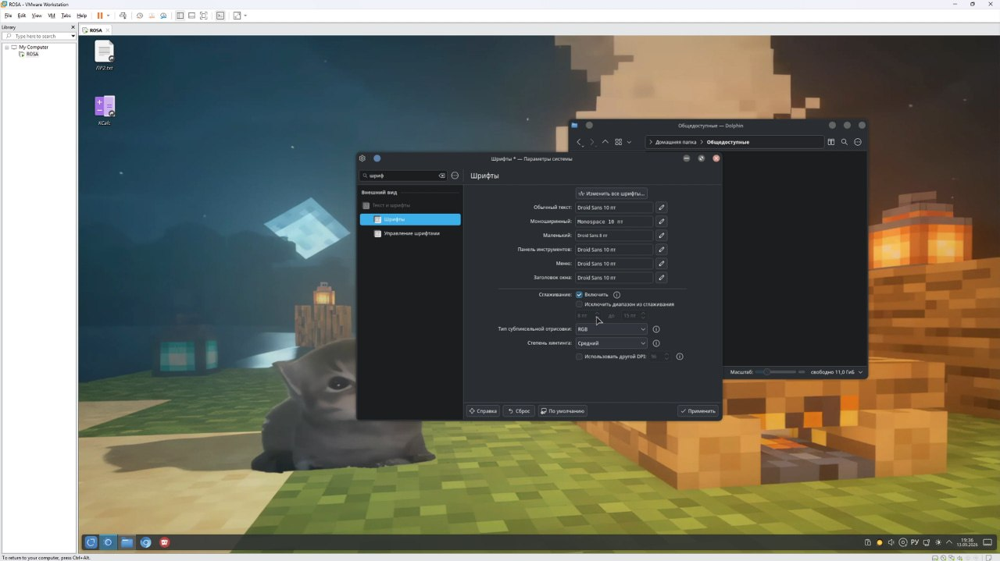 ROSA - VMware Workstation
File Edit View VM Tabs Help
Library
Type here to search
My Computer
ROSA
ROSA
ПР2.txt
KCalc
Общедоступные — Dolphin
Домашняя папка > Общедоступные
Масштаб: свободно 11,0 ГиБ
Шрифты * — Параметры системы
шриф
Шрифты
Внешний вид
Текст и шрифты
Шрифты
Управление шрифтами
Изменить все шрифты...
Обычный текст: Droid Sans 10 пт
Моноширинный: Monospace 10 пт
Маленький: Droid Sans 8 пт
Панель инструментов: Droid Sans 10 пт
Меню: Droid Sans 10 пт
Заголовок окна: Droid Sans 10 пт
Сглаживание: Включить
Исключить диапазон из сглаживания
8 пт до 15 пт
Тип субпиксельной отрисовки: RGB
Степень хинтинга: Средний
Использовать другой DPI: 96
Справка Сброс По умолчанию Применить
РУ
19:36
13.09.2026
To return to your computer, press Ctrl+Alt.